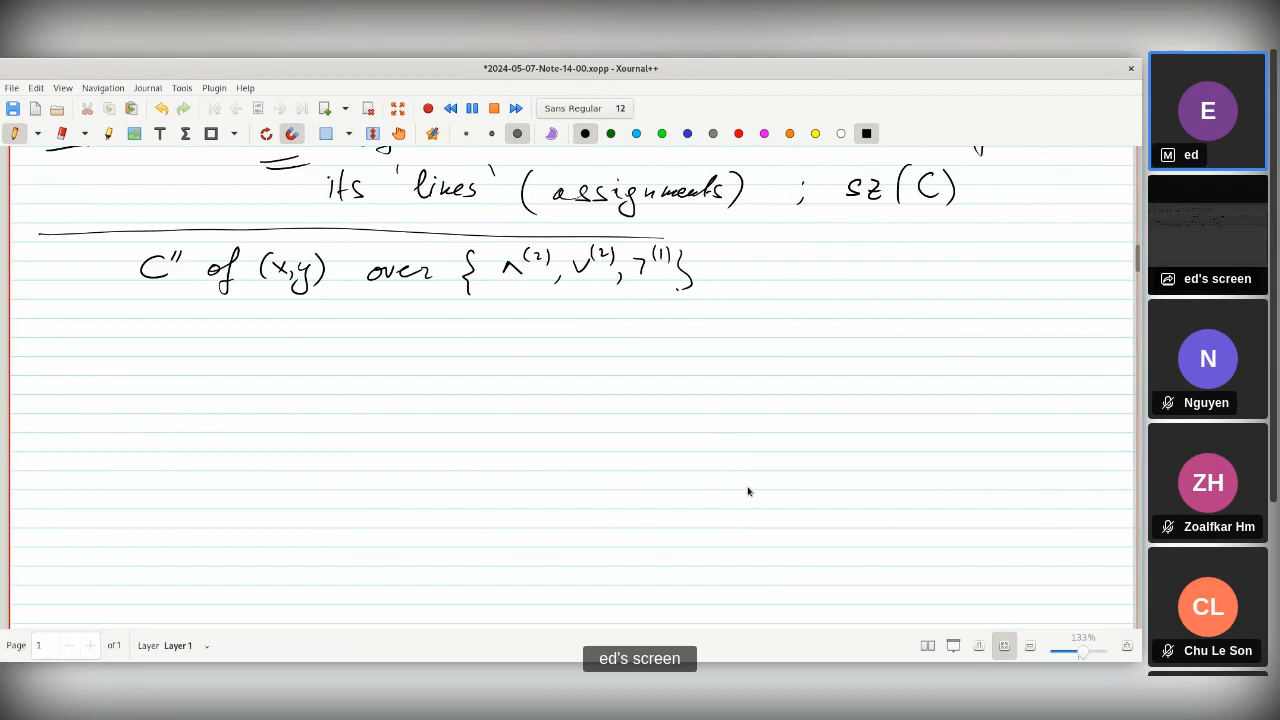 *2024-05-07-Note-14-00.xopp - Xournal++
File Edit View Navigation Journal Tools Plugin Help
Sans Regular 12
its 'lines' (assignments) ; sz(C)
C'' of (x,y) over { ∧⁽²⁾, ∨⁽²⁾, ¬⁽¹⁾}
Page 1 of 1 Layer Layer 1 133%
ed's screen
E
ed
ed's screen
N
Nguyen
ZH
Zoalfkar Hm
CL
Chu Le Son